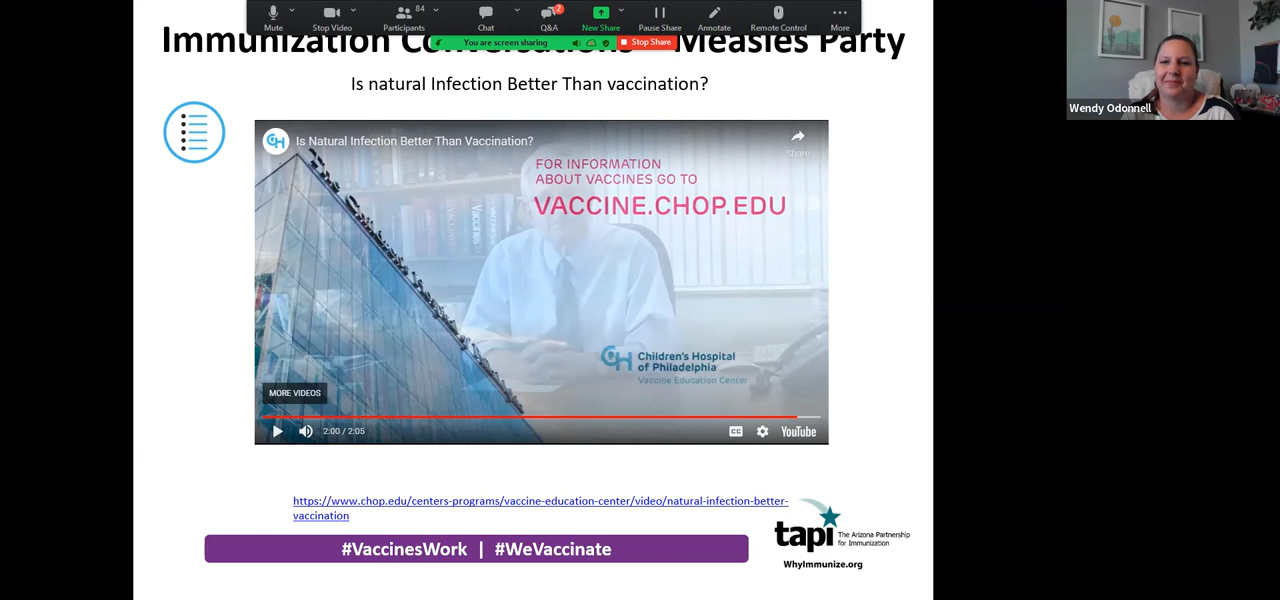 Mute
Stop Video
Participants
84
Chat
Q&A
2
New Share
Pause Share
Annotate
Remote Control
More
You are screen sharing
Stop Share
Immunization Measles Party
Wendy Odonnell
Is natural Infection Better Than vaccination?
Is Natural Infection Better Than Vaccination?
Share
FOR INFORMATION
ABOUT VACCINES GO TO
VACCINE.CHOP.EDU
Vaccines
CH Children's Hospital
of Philadelphia
Vaccine Education Center
MORE VIDEOS
2:00 / 2:05
CC
YouTube
https://www.chop.edu/centers-programs/vaccine-education-center/video/natural-infection-better-
vaccination
#VaccinesWork | #WeVaccinate
tapi The Arizona Partnership
for Immunization
WhyImmunize.org